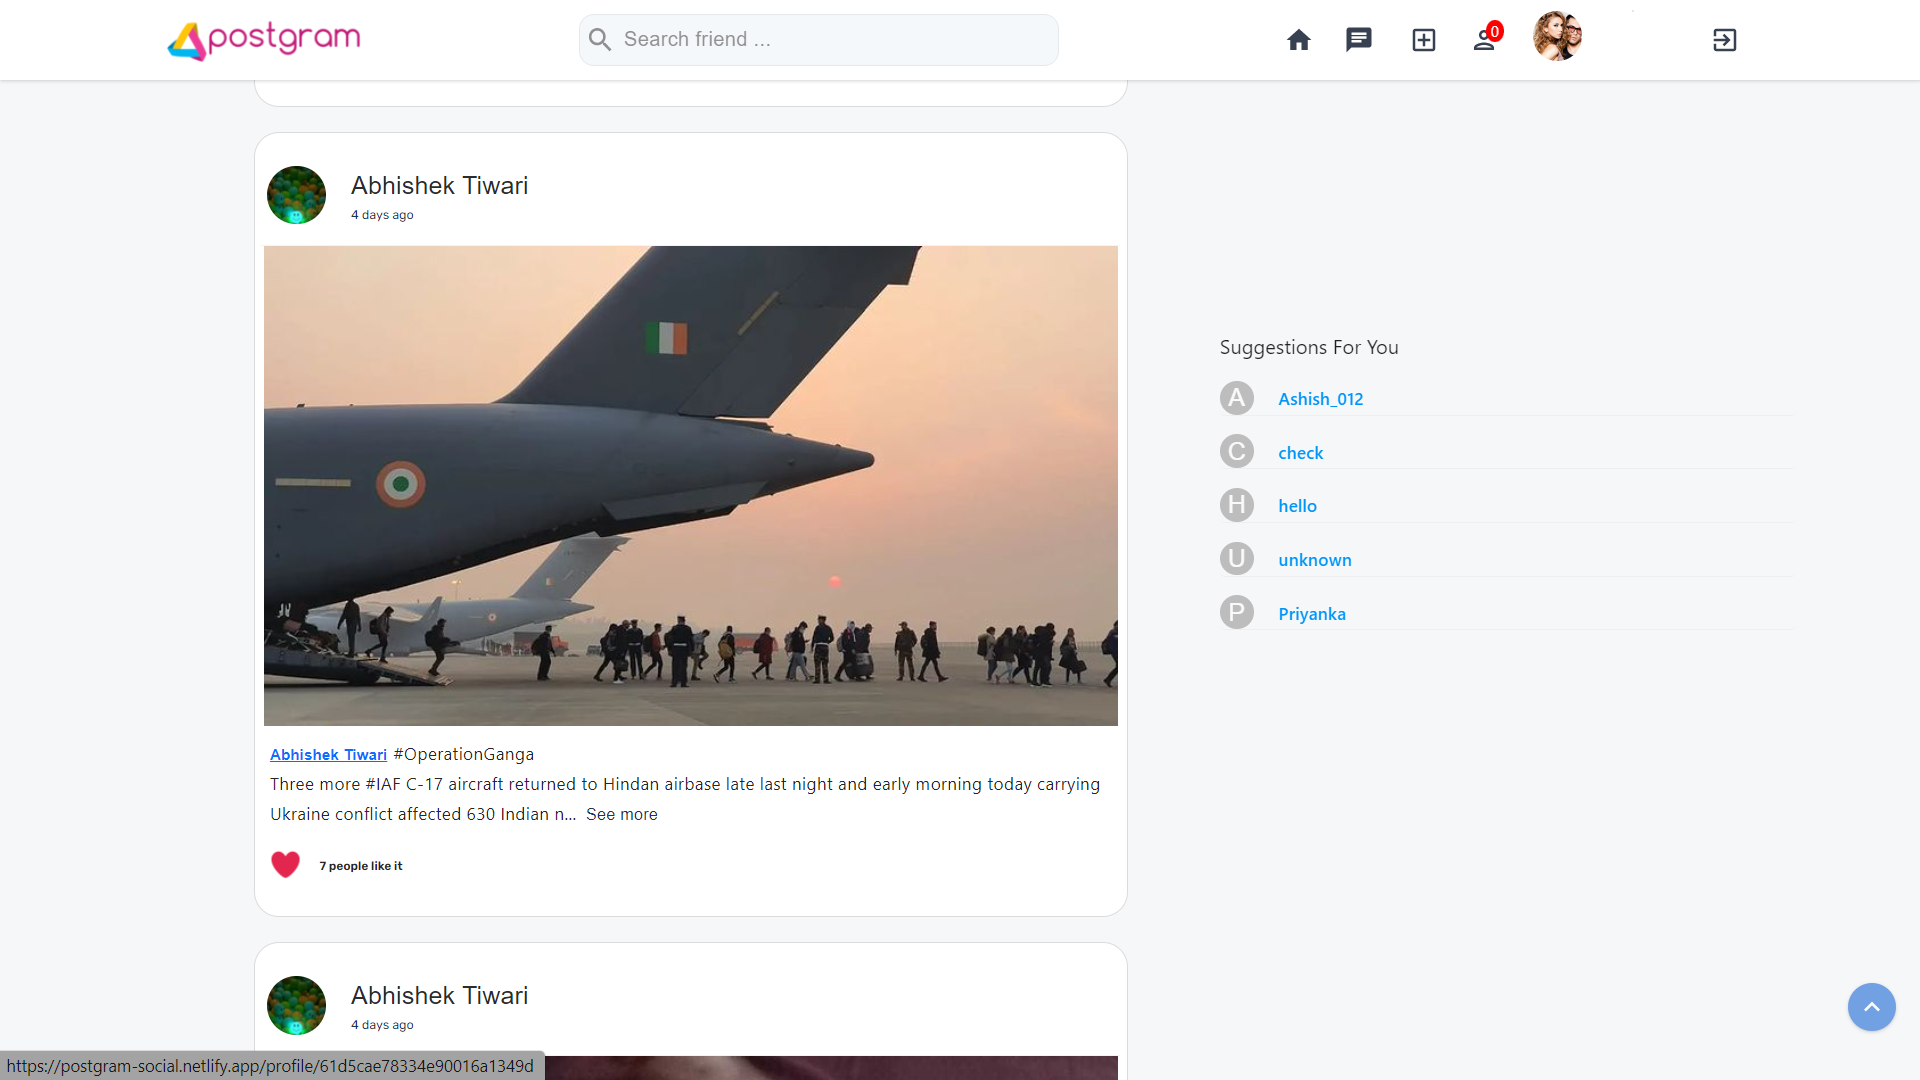 postgram
Search friend ...
0
Abhishek Tiwari
4 days ago
Suggestions For You
A Ashish_012
C check
H hello
U unknown
P Priyanka
Abhishek Tiwari #OperationGanga
Three more #IAF C-17 aircraft returned to Hindan airbase late last night and early morning today carrying
Ukraine conflict affected 630 Indian n... See more
7 people like it
Abhishek Tiwari
4 days ago
https://postgram-social.netlify.app/profile/61d5cae78334e90016a1349d